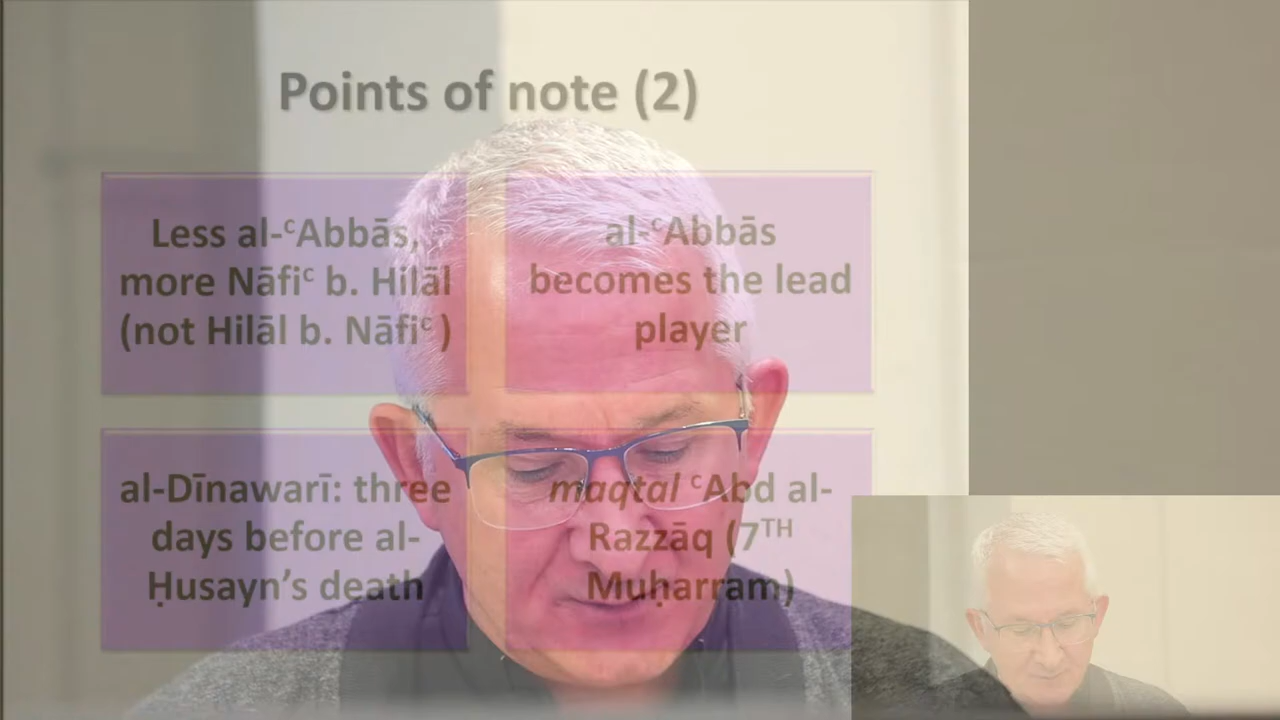 Points of note (2)
Less al-ᶜAbbās,
more Nāfiᶜ b. Hilāl
(not Hilāl b. Nāfiᶜ )
al-ᶜAbbās
becomes the lead
player
al-Dīnawarī: three
days before al-
Ḥusayn’s death
maqtal ᶜAbd al-
Razzāq (7TH
Muḥarram)